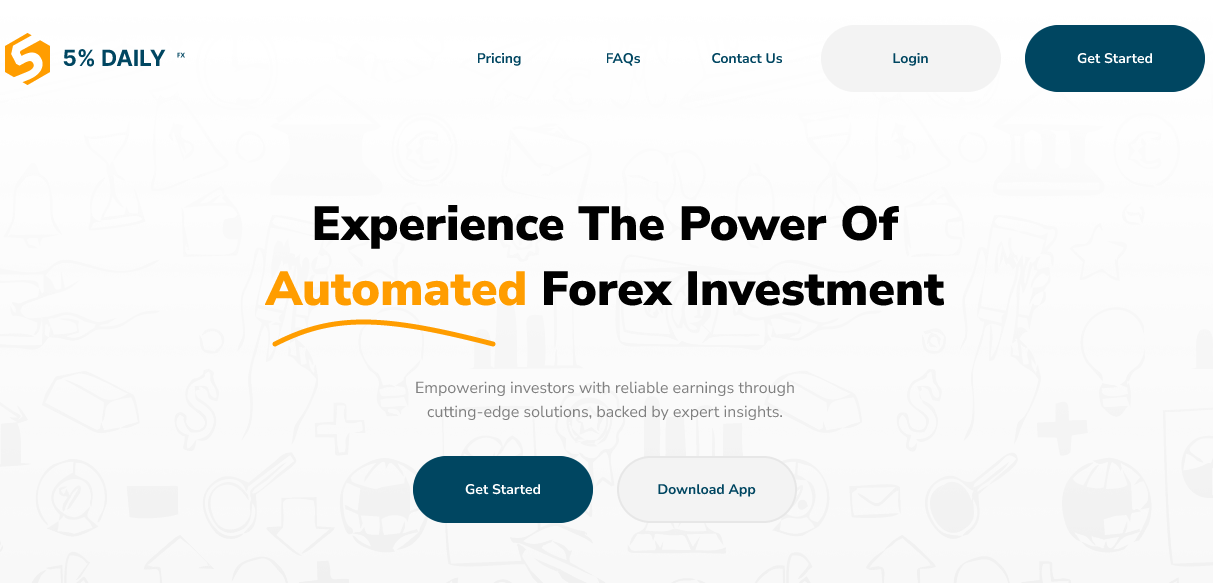 5% DAILY FX
Pricing
FAQs
Contact Us
Login
Get Started
Experience The Power Of
Automated Forex Investment
Empowering investors with reliable earnings through
cutting-edge solutions, backed by expert insights.
Get Started
Download App